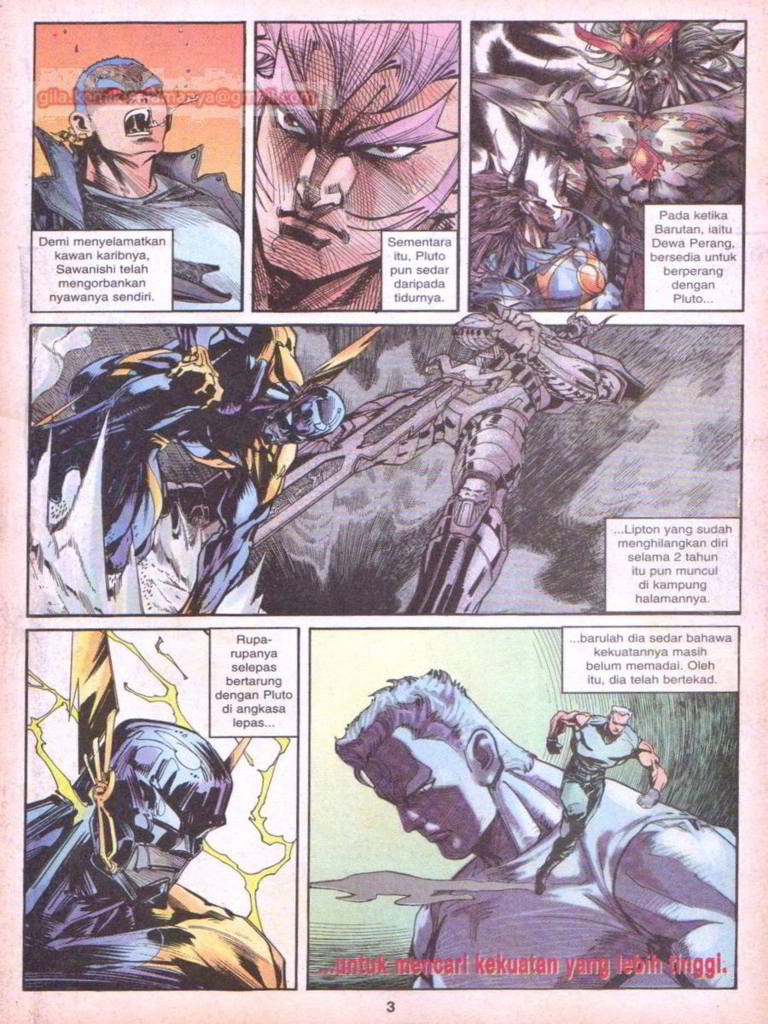 Demi menyelamatkan
kawan karibnya,
Sawanishi telah
mengorbankan
nyawanya sendiri.
Sementara
itu, Pluto
pun sedar
daripada
tidurnya.
Pada ketika
Barutan, iaitu
Dewa Perang,
bersedia untuk
berperang
dengan
Pluto...
...Lipton yang sudah
menghilangkan diri
selama 2 tahun
itu pun muncul
di kampung
halamannya.
Rupa-
rupanya
selepas
bertarung
dengan Pluto
di angkasa
lepas...
...barulah dia sedar bahawa
kekuatannya masih
belum memadai. Oleh
itu, dia telah bertekad.
...untuk mencari kekuatan yang lebih tinggi.
3